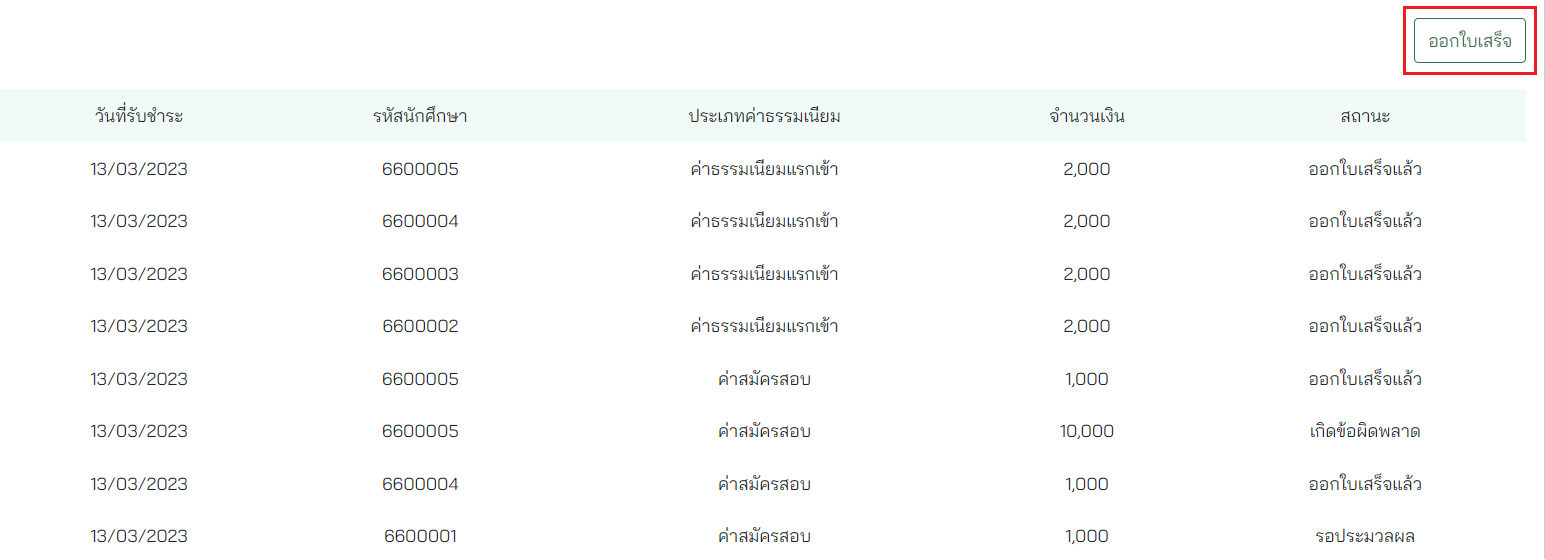 ออกใบเสร็จ
วันที่รับชำระ รหัสนักศึกษา ประเภทค่าธรรมเนียม จำนวนเงิน สถานะ
13/03/2023 6600005 ค่าธรรมเนียมแรกเข้า 2,000 ออกใบเสร็จแล้ว
13/03/2023 6600004 ค่าธรรมเนียมแรกเข้า 2,000 ออกใบเสร็จแล้ว
13/03/2023 6600003 ค่าธรรมเนียมแรกเข้า 2,000 ออกใบเสร็จแล้ว
13/03/2023 6600002 ค่าธรรมเนียมแรกเข้า 2,000 ออกใบเสร็จแล้ว
13/03/2023 6600005 ค่าสมัครสอบ 1,000 ออกใบเสร็จแล้ว
13/03/2023 6600005 ค่าสมัครสอบ 10,000 เกิดข้อผิดพลาด
13/03/2023 6600004 ค่าสมัครสอบ 1,000 ออกใบเสร็จแล้ว
13/03/2023 6600001 ค่าสมัครสอบ 1,000 รอประมวลผล